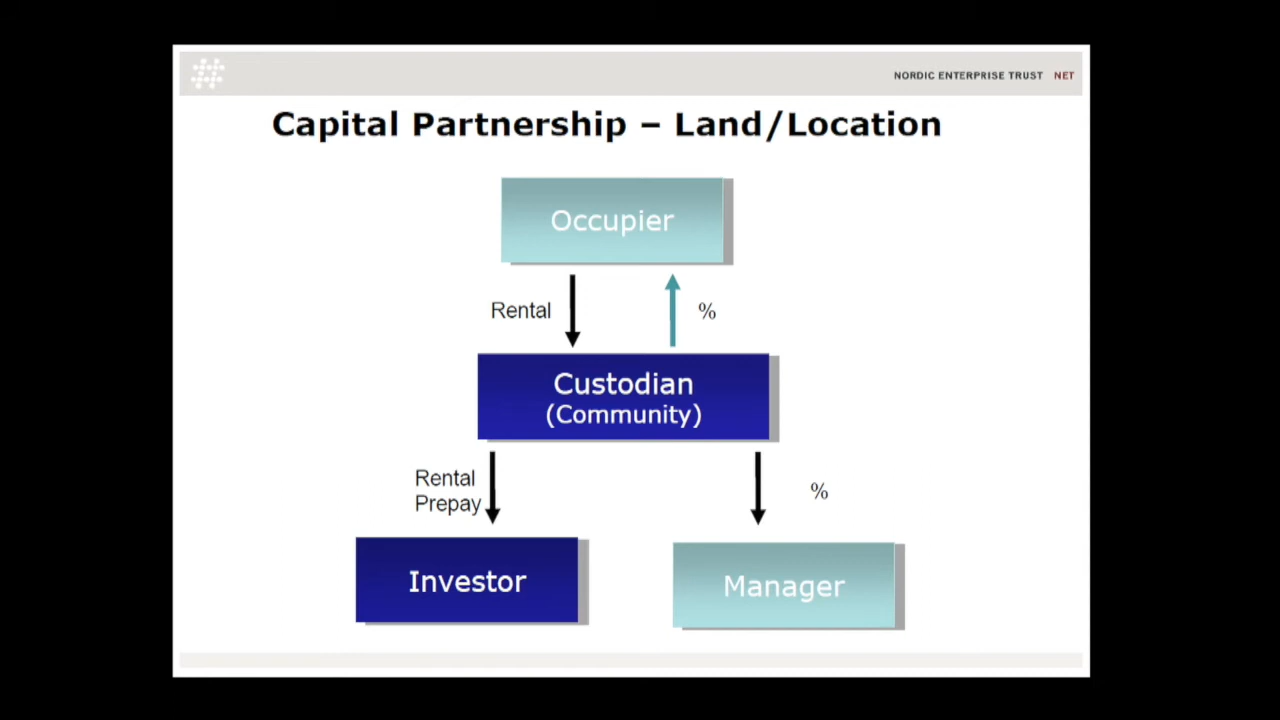 NORDIC ENTERPRISE TRUST NET
Capital Partnership – Land/Location
Occupier
Rental
%
Custodian
(Community)
Rental
Prepay
%
Investor
Manager